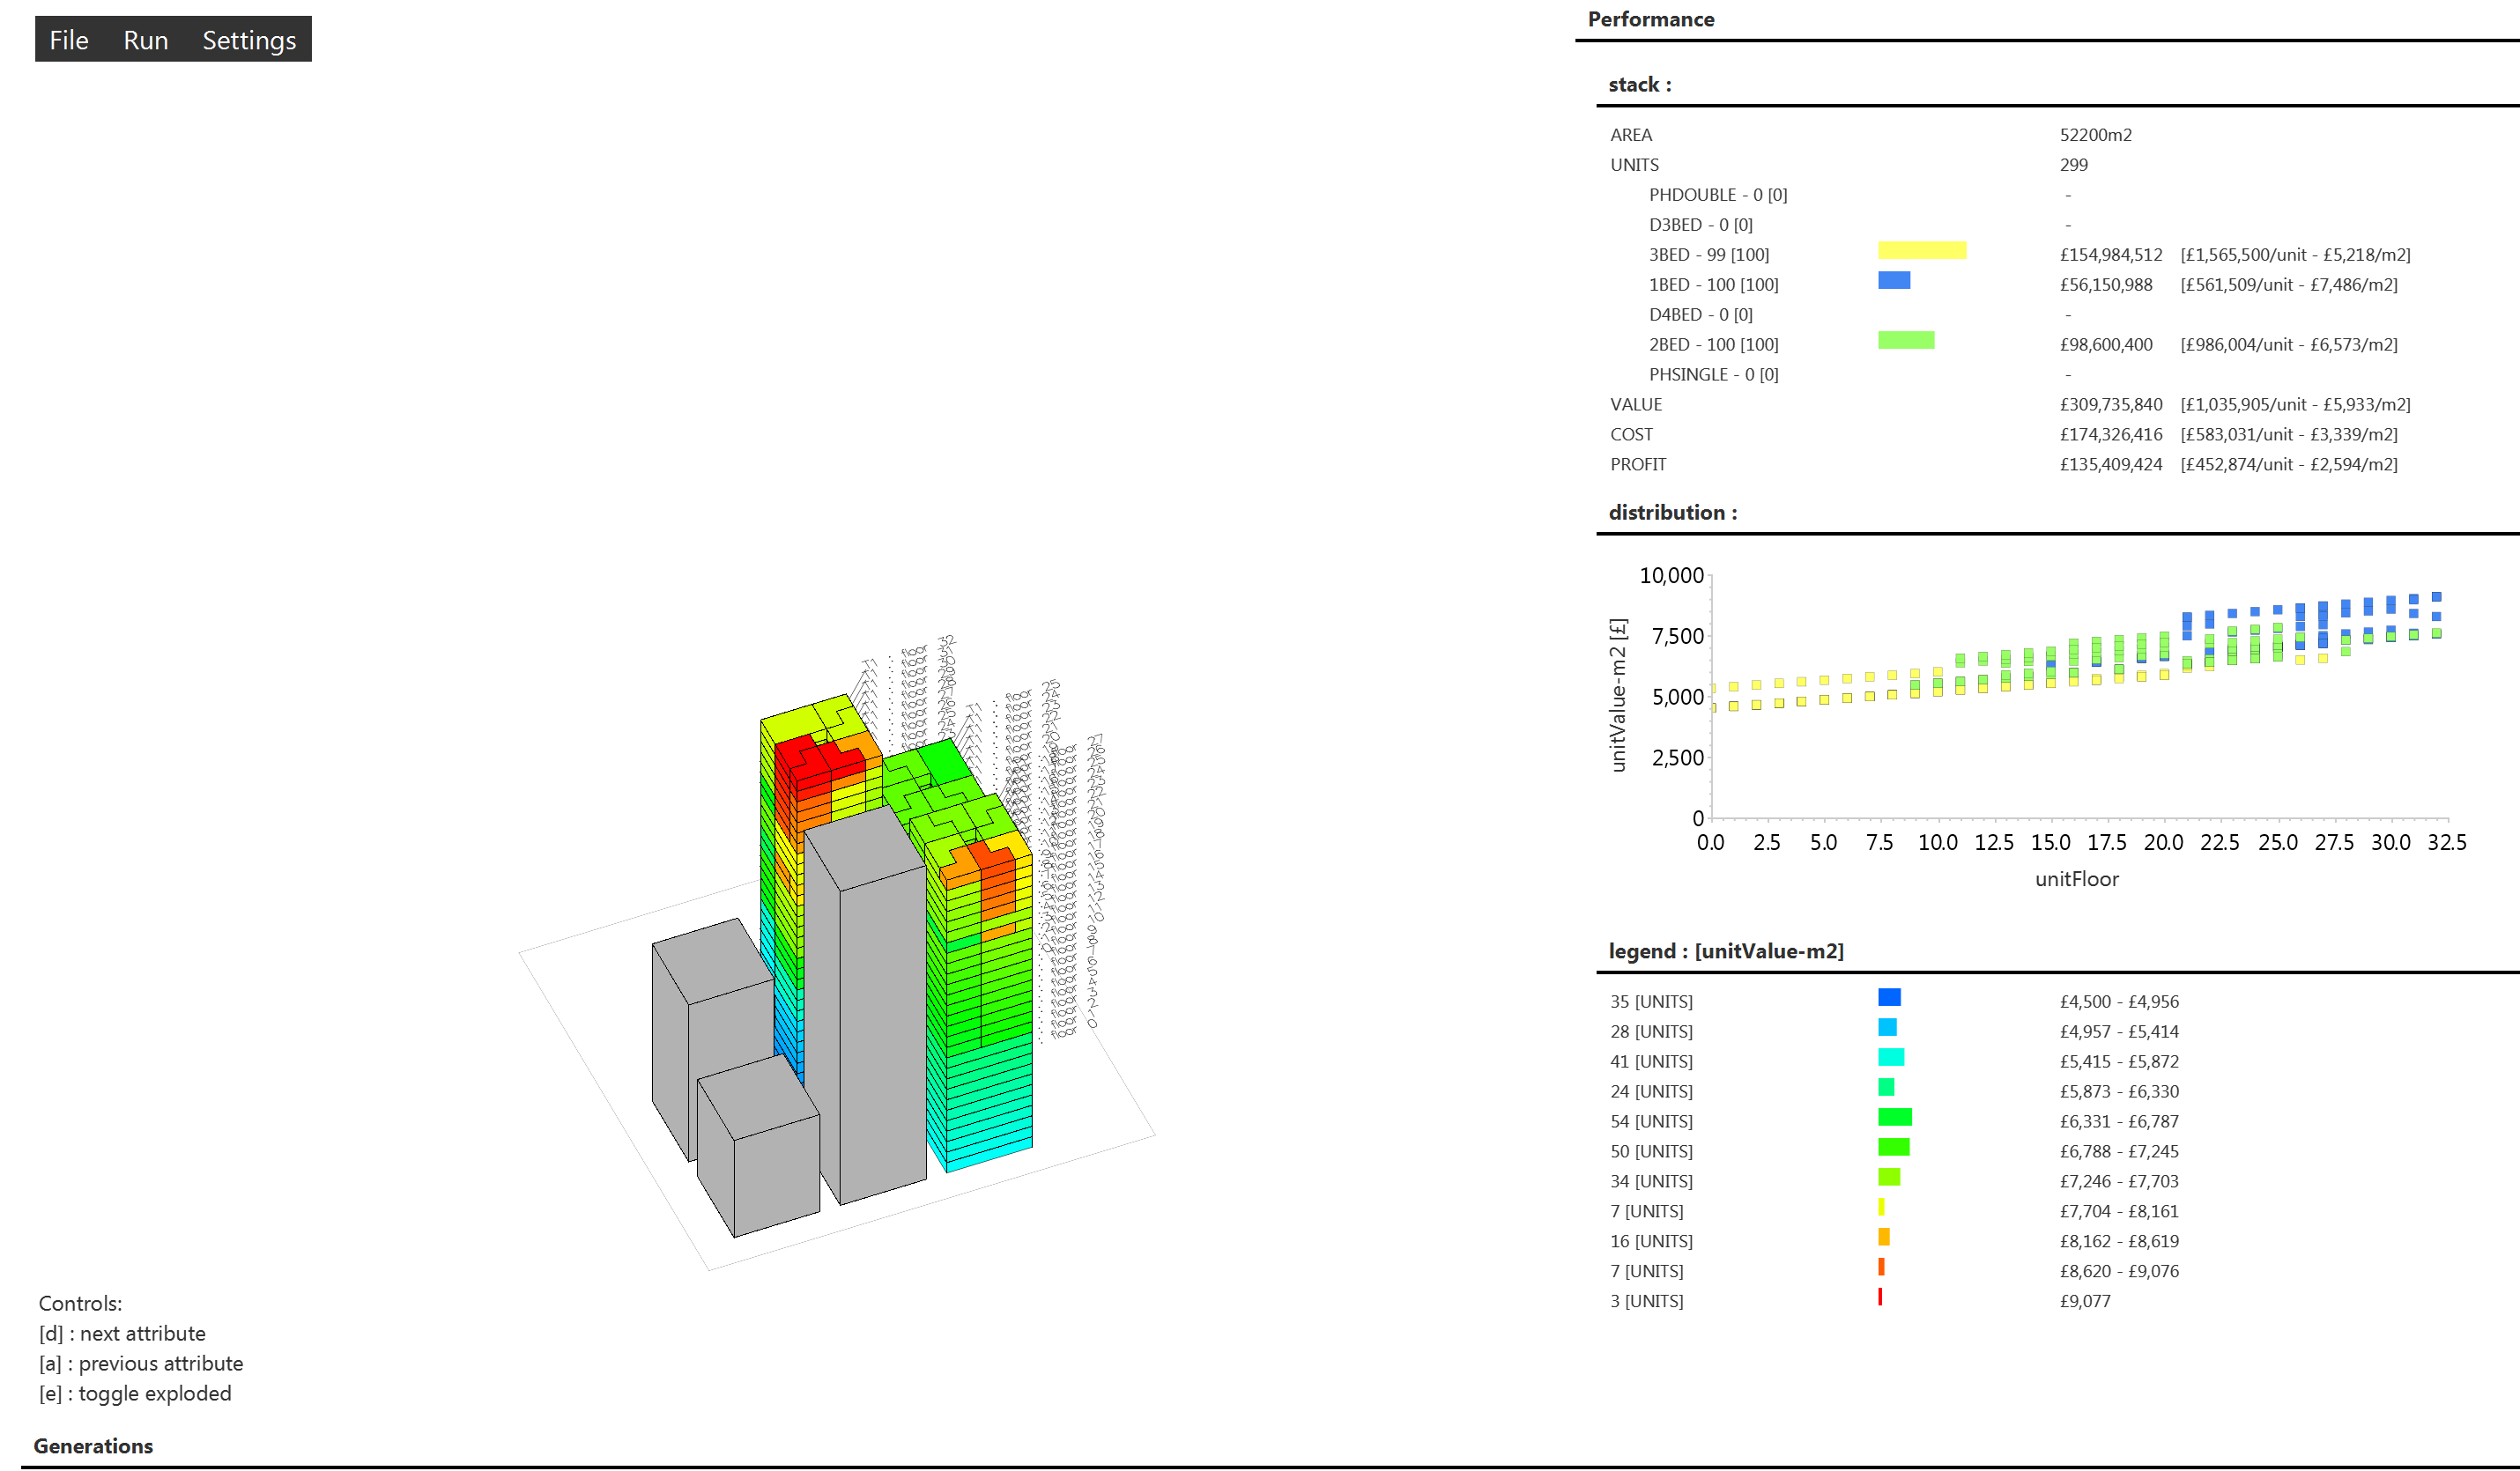 File Run Settings
Performance
stack :
AREA 52200m2
UNITS 299
PHDOUBLE - 0 [0] -
D3BED - 0 [0] -
3BED - 99 [100] £154,984,512 [£1,565,500/unit - £5,218/m2]
1BED - 100 [100] £56,150,988 [£561,509/unit - £7,486/m2]
D4BED - 0 [0] -
2BED - 100 [100] £98,600,400 [£986,004/unit - £6,573/m2]
PHSINGLE - 0 [0] -
VALUE £309,735,840 [£1,035,905/unit - £5,933/m2]
COST £174,326,416 [£583,031/unit - £3,339/m2]
PROFIT £135,409,424 [£452,874/unit - £2,594/m2]
distribution :
unitValue-m2 [£]
10,000
7,500
5,000
2,500
0
0.0 2.5 5.0 7.5 10.0 12.5 15.0 17.5 20.0 22.5 25.0 27.5 30.0 32.5
unitFloor
legend : [unitValue-m2]
35 [UNITS] £4,500 - £4,956
28 [UNITS] £4,957 - £5,414
41 [UNITS] £5,415 - £5,872
24 [UNITS] £5,873 - £6,330
54 [UNITS] £6,331 - £6,787
50 [UNITS] £6,788 - £7,245
34 [UNITS] £7,246 - £7,703
7 [UNITS] £7,704 - £8,161
16 [UNITS] £8,162 - £8,619
7 [UNITS] £8,620 - £9,076
3 [UNITS] £9,077
Controls:
[d] : next attribute
[a] : previous attribute
[e] : toggle exploded
Generations